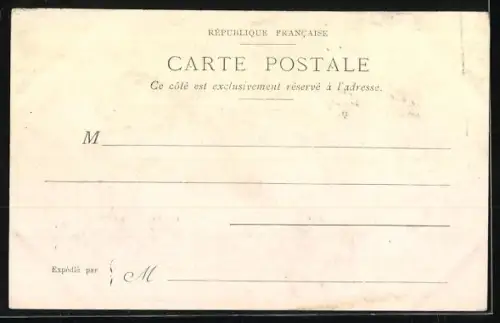 RÉPUBLIQUE FRANÇAISE
CARTE POSTALE
Ce côté est exclusivement réservé à l'adresse.
M
Expédié par M